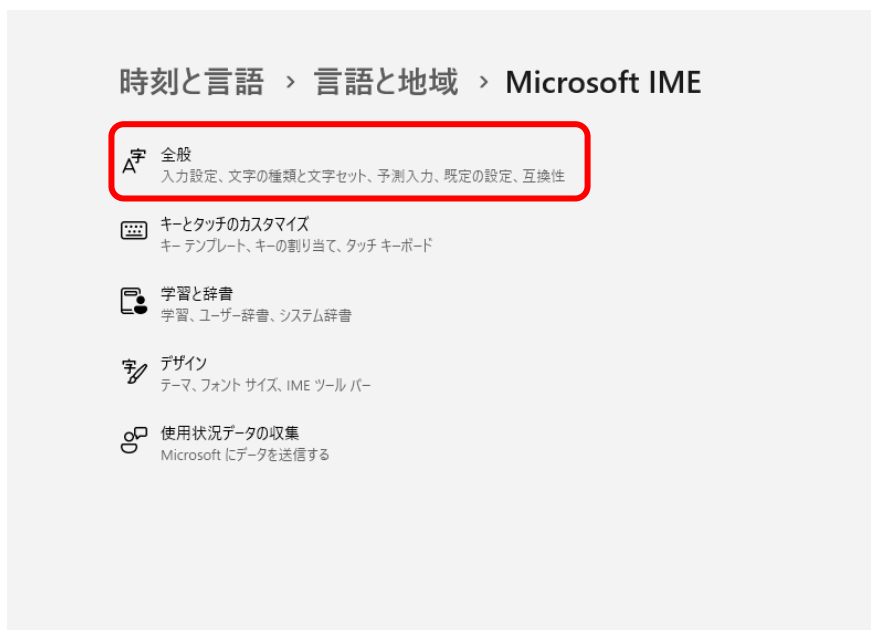 時刻と言語 › 言語と地域 › Microsoft IME
全般
入力設定、文字の種類と文字セット、予測入力、既定の設定、互換性
キーとタッチのカスタマイズ
キー テンプレート、キーの割り当て、タッチ キーボード
学習と辞書
学習、ユーザー辞書、システム辞書
デザイン
テーマ、フォント サイズ、IME ツール バー
使用状況データの収集
Microsoft にデータを送信する